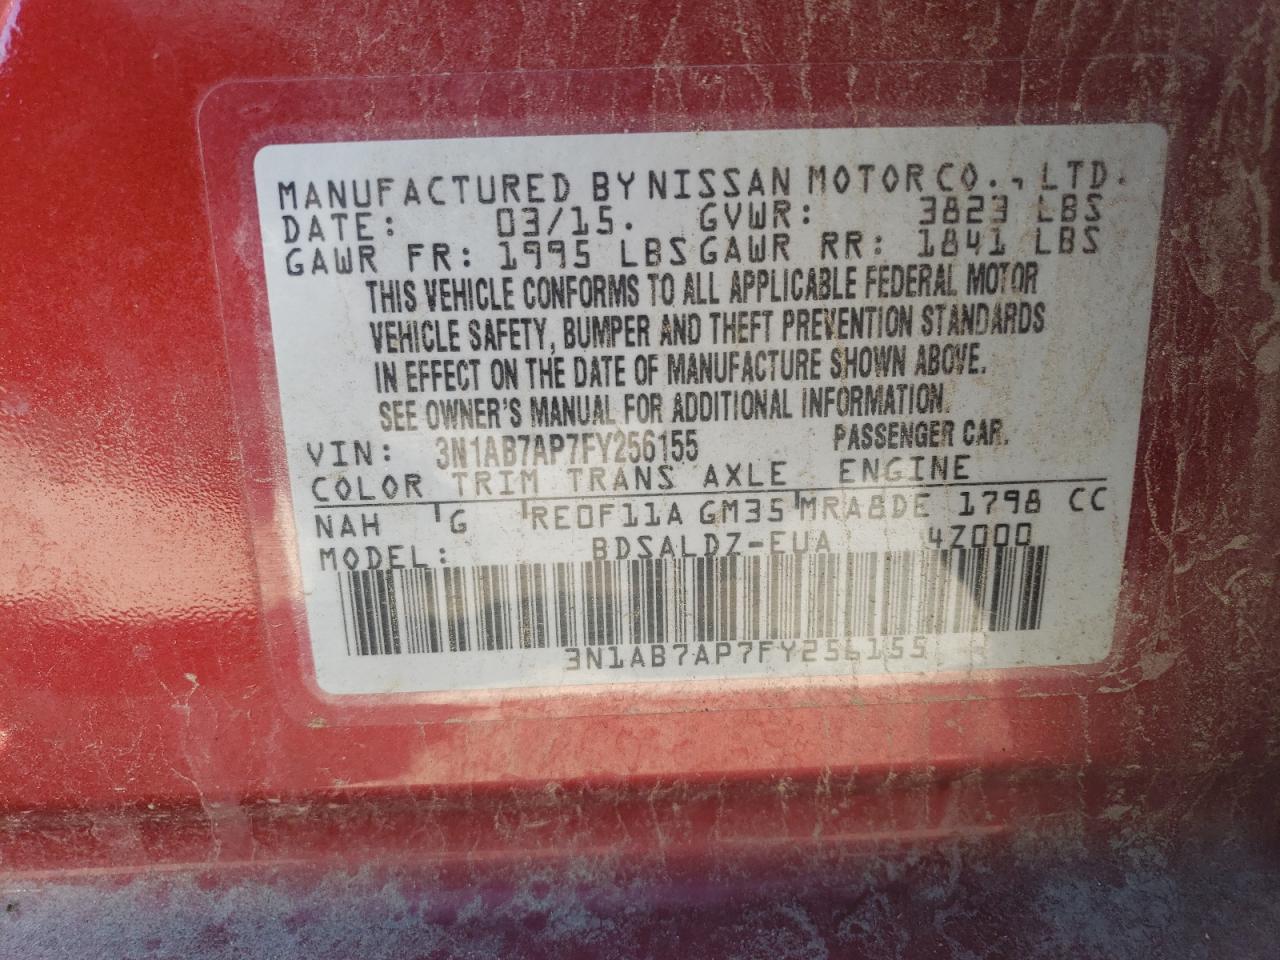 MANUFACTURED BY NISSAN MOTOR CO., LTD.
DATE: 03/15. GVWR: 3823 LBS
GAWR FR: 1995 LBS GAWR RR: 1841 LBS
THIS VEHICLE CONFORMS TO ALL APPLICABLE FEDERAL MOTOR
VEHICLE SAFETY, BUMPER AND THEFT PREVENTION STANDARDS
IN EFFECT ON THE DATE OF MANUFACTURE SHOWN ABOVE.
SEE OWNER'S MANUAL FOR ADDITIONAL INFORMATION.
VIN: 3N1AB7AP7FY256155 PASSENGER CAR.
COLOR TRIM TRANS AXLE ENGINE
NAH G RE0F11A GM35 MRA8DE 1798 CC
MODEL: BDSALDZ-EUA 4Z000
3N1AB7AP7FY256155